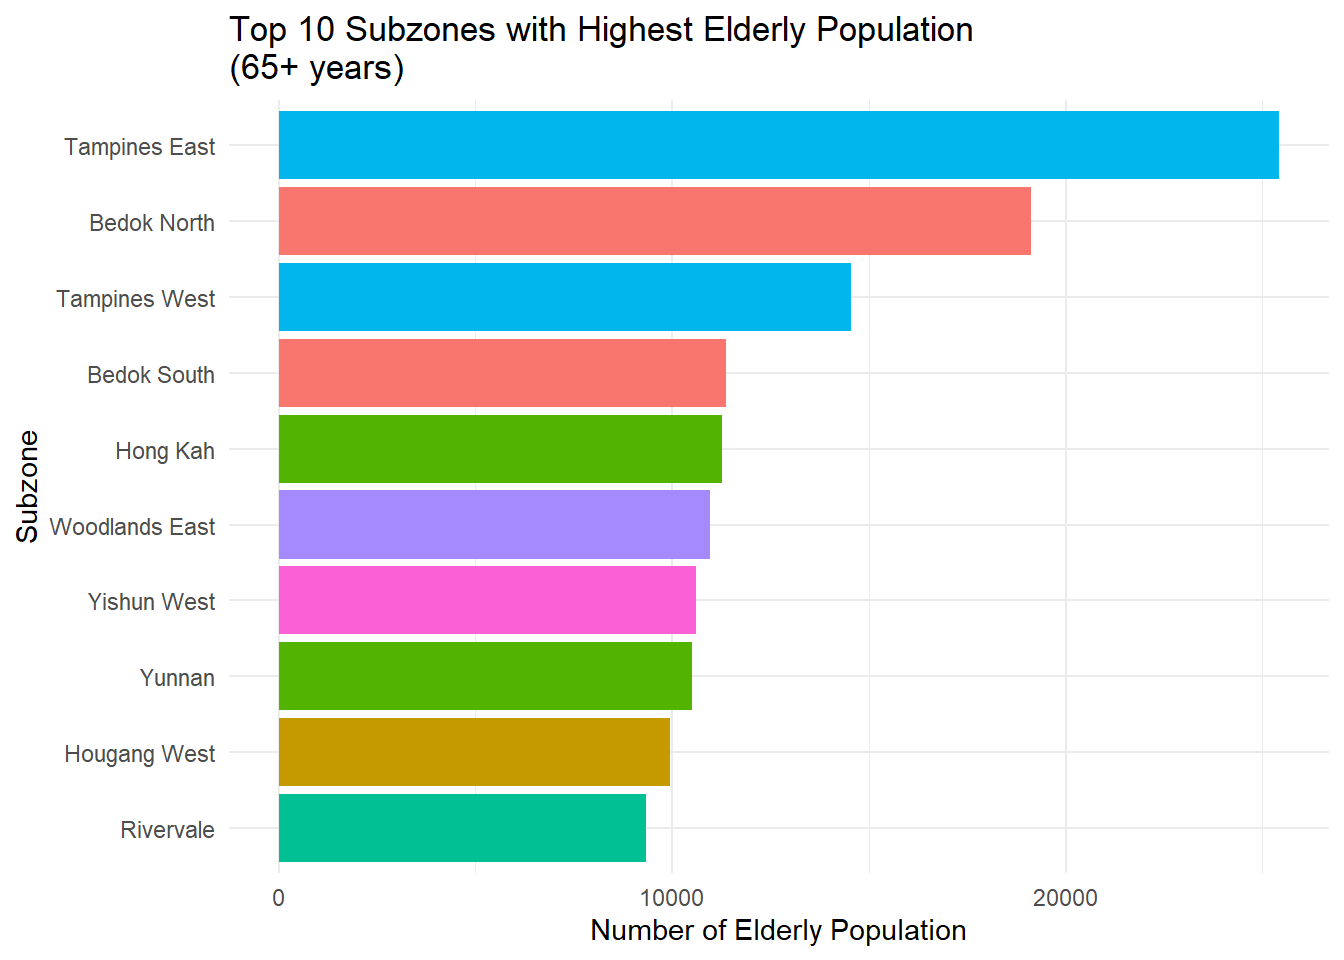 Top 10 Subzones with Highest Elderly Population
(65+ years)
Tampines East
Bedok North
Tampines West
Bedok South
Hong Kah
Woodlands East
Yishun West
Yunnan
Hougang West
Rivervale
Subzone
0
10000
20000
Number of Elderly Population